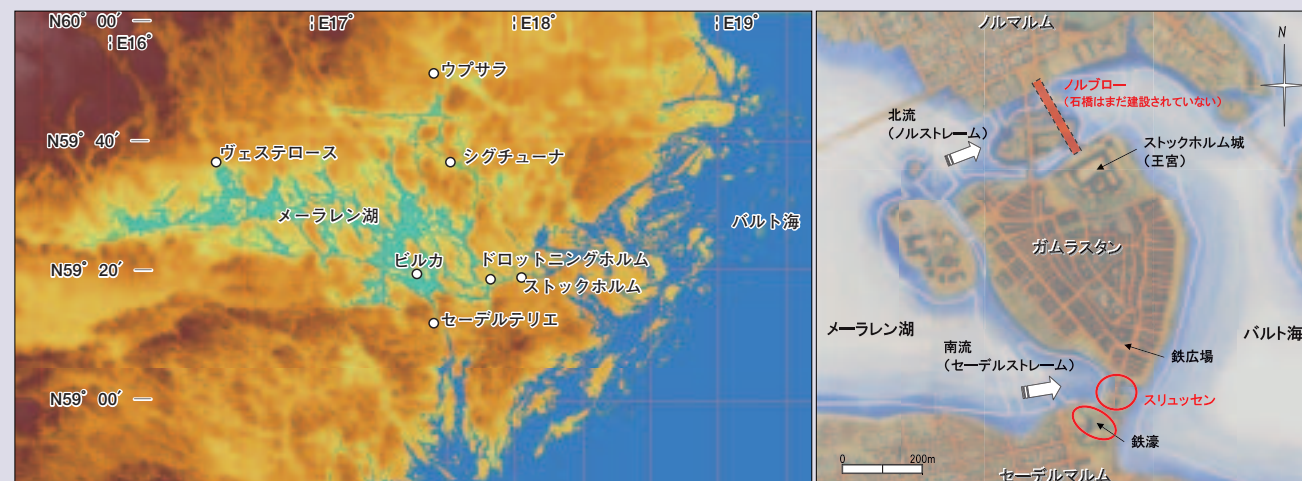 N60° 00′
E16°
E17°
E18°
E19°
ウプサラ
N59° 40′
ヴェステロース
シグチューナ
メーラレン湖
バルト海
N59° 20′
ビルカ
ドロットニングホルム
ストックホルム
セーデルテリエ
N59° 00′
ノルマルム
N
ノルブロー
(石橋はまだ建設されていない)
北流
(ノルストレーム)
ストックホルム城
(王宮)
ガムラスタン
メーラレン湖
バルト海
南流
(セーデルストレーム)
鉄広場
スリュッセン
鉄濠
0 200m
セーデルマルム